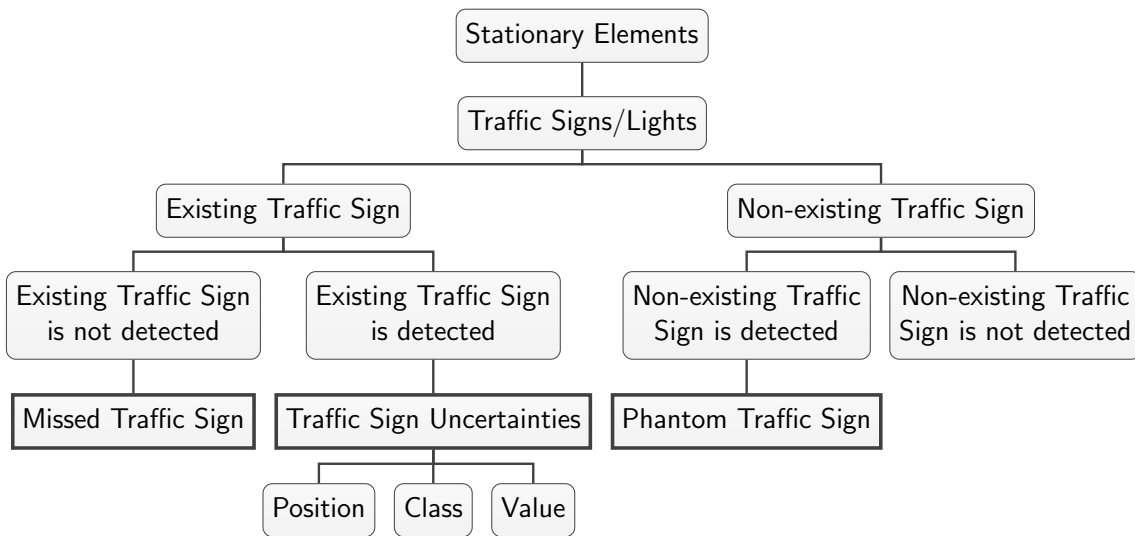 Stationary Elements
Traffic Signs/Lights
Existing Traffic Sign
Non-existing Traffic Sign
Existing Traffic Sign
is not detected
Existing Traffic Sign
is detected
Non-existing Traffic
Sign is detected
Non-existing Traffic
Sign is not detected
Missed Traffic Sign
Traffic Sign Uncertainties
Phantom Traffic Sign
Position
Class
Value